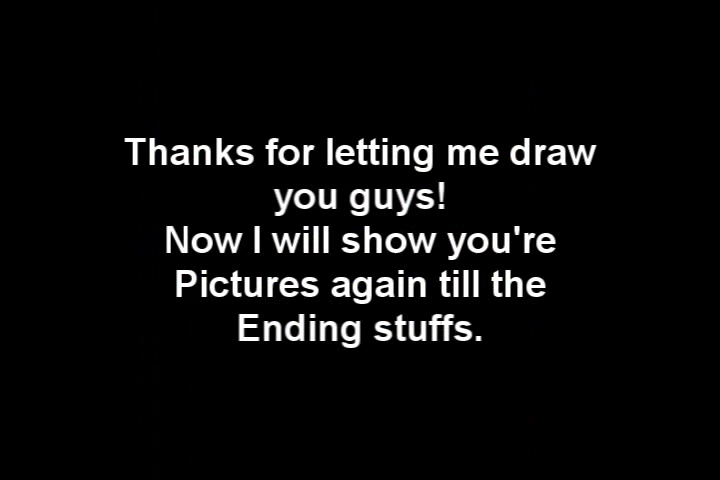 Thanks for letting me draw
you guys!
Now I will show you're
Pictures again till the
Ending stuffs.